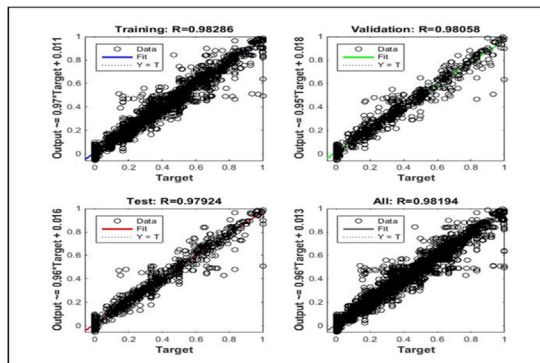 Training: R=0.98286
Output ~= 0.97*Target + 0.011
1
0.8
0.6
0.4
0.2
0
Data
Fit
Y = T
0 0.2 0.4 0.6 0.8 1
Target
Validation: R=0.98058
Output ~= 0.95*Target + 0.018
1
0.8
0.6
0.4
0.2
0
Data
Fit
Y = T
0 0.2 0.4 0.6 0.8 1
Target
Test: R=0.97924
Output ~= 0.96*Target + 0.016
1
0.8
0.6
0.4
0.2
0
Data
Fit
Y = T
0 0.2 0.4 0.6 0.8 1
Target
All: R=0.98194
Output ~= 0.96*Target + 0.013
1
0.8
0.6
0.4
0.2
0
Data
Fit
Y = T
0 0.2 0.4 0.6 0.8 1
Target